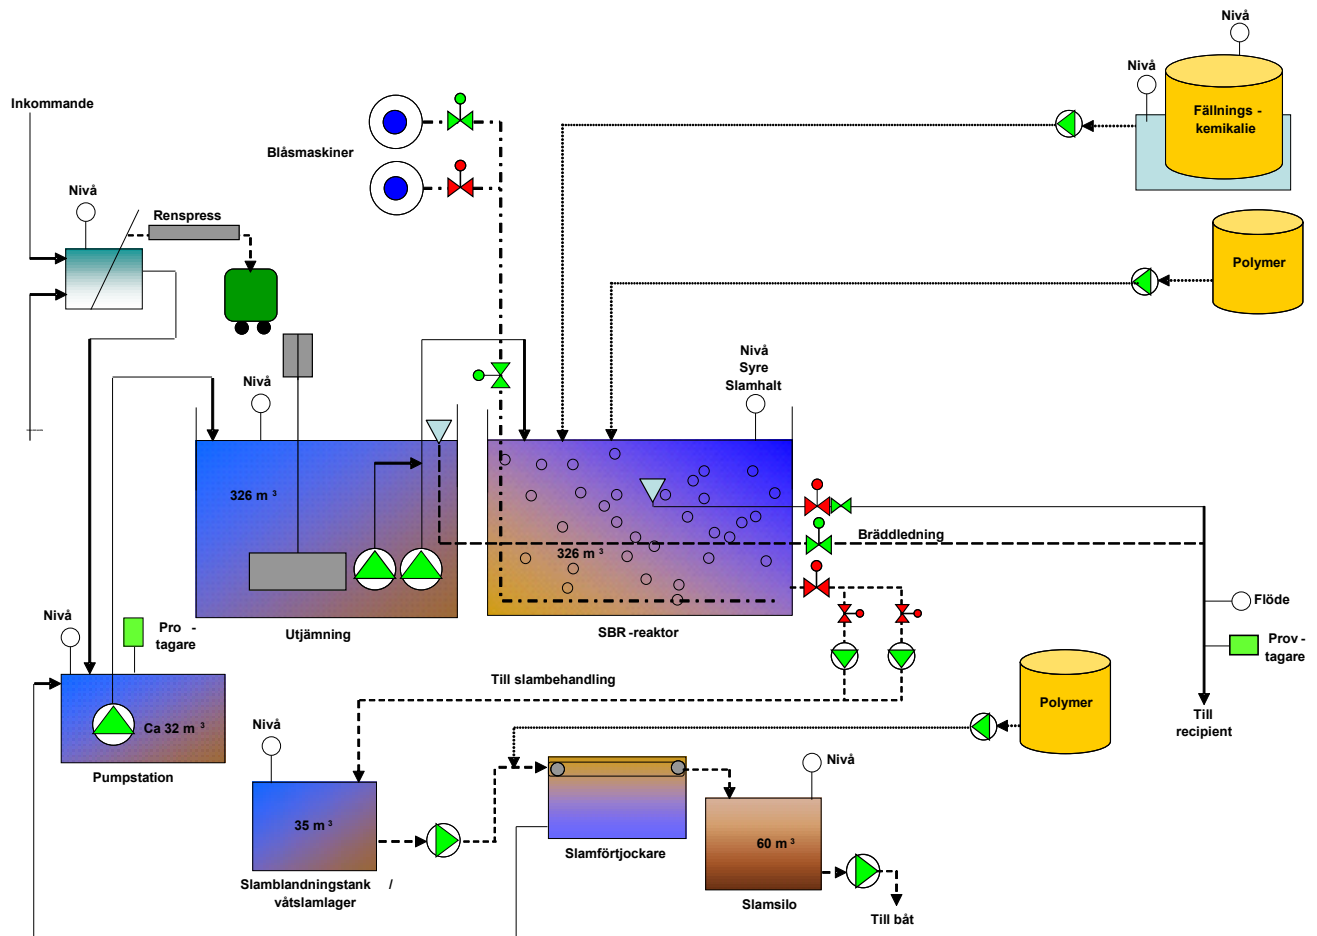 Nivå
Nivå
Fällnings -
kemikalie
Inkommande
Blåsmaskiner
Nivå
Renspress
Polymer
Nivå
Syre
Slamhalt
Nivå
326 m ³
326 m ³
Bräddledning
Utjämning
SBR -reaktor
Flöde
Prov -
tagare
Nivå
Pro -
tagare
Till slambehandling
Polymer
Till
recipient
Ca 32 m ³
Pumpstation
Nivå
Nivå
35 m ³
Slamförtjockare
60 m ³
Slamblandningstank /
våtslamlager
Slamsilo
Till båt